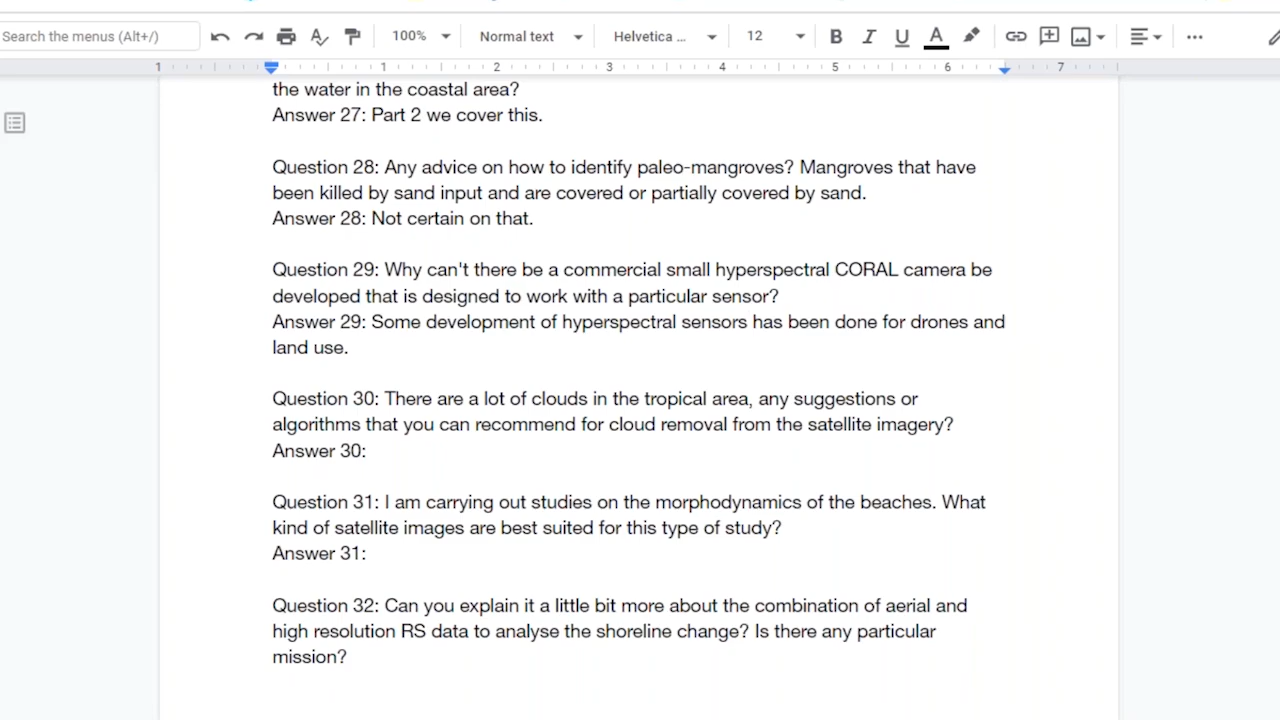 Search the menus (Alt+/)
100%
Normal text
Helvetica ...
12
B I U A
1 1 2 3 4 5 6 7
the water in the coastal area?
Answer 27: Part 2 we cover this.
Question 28: Any advice on how to identify paleo-mangroves? Mangroves that have
been killed by sand input and are covered or partially covered by sand.
Answer 28: Not certain on that.
Question 29: Why can't there be a commercial small hyperspectral CORAL camera be
developed that is designed to work with a particular sensor?
Answer 29: Some development of hyperspectral sensors has been done for drones and
land use.
Question 30: There are a lot of clouds in the tropical area, any suggestions or
algorithms that you can recommend for cloud removal from the satellite imagery?
Answer 30:
Question 31: I am carrying out studies on the morphodynamics of the beaches. What
kind of satellite images are best suited for this type of study?
Answer 31:
Question 32: Can you explain it a little bit more about the combination of aerial and
high resolution RS data to analyse the shoreline change? Is there any particular
mission?